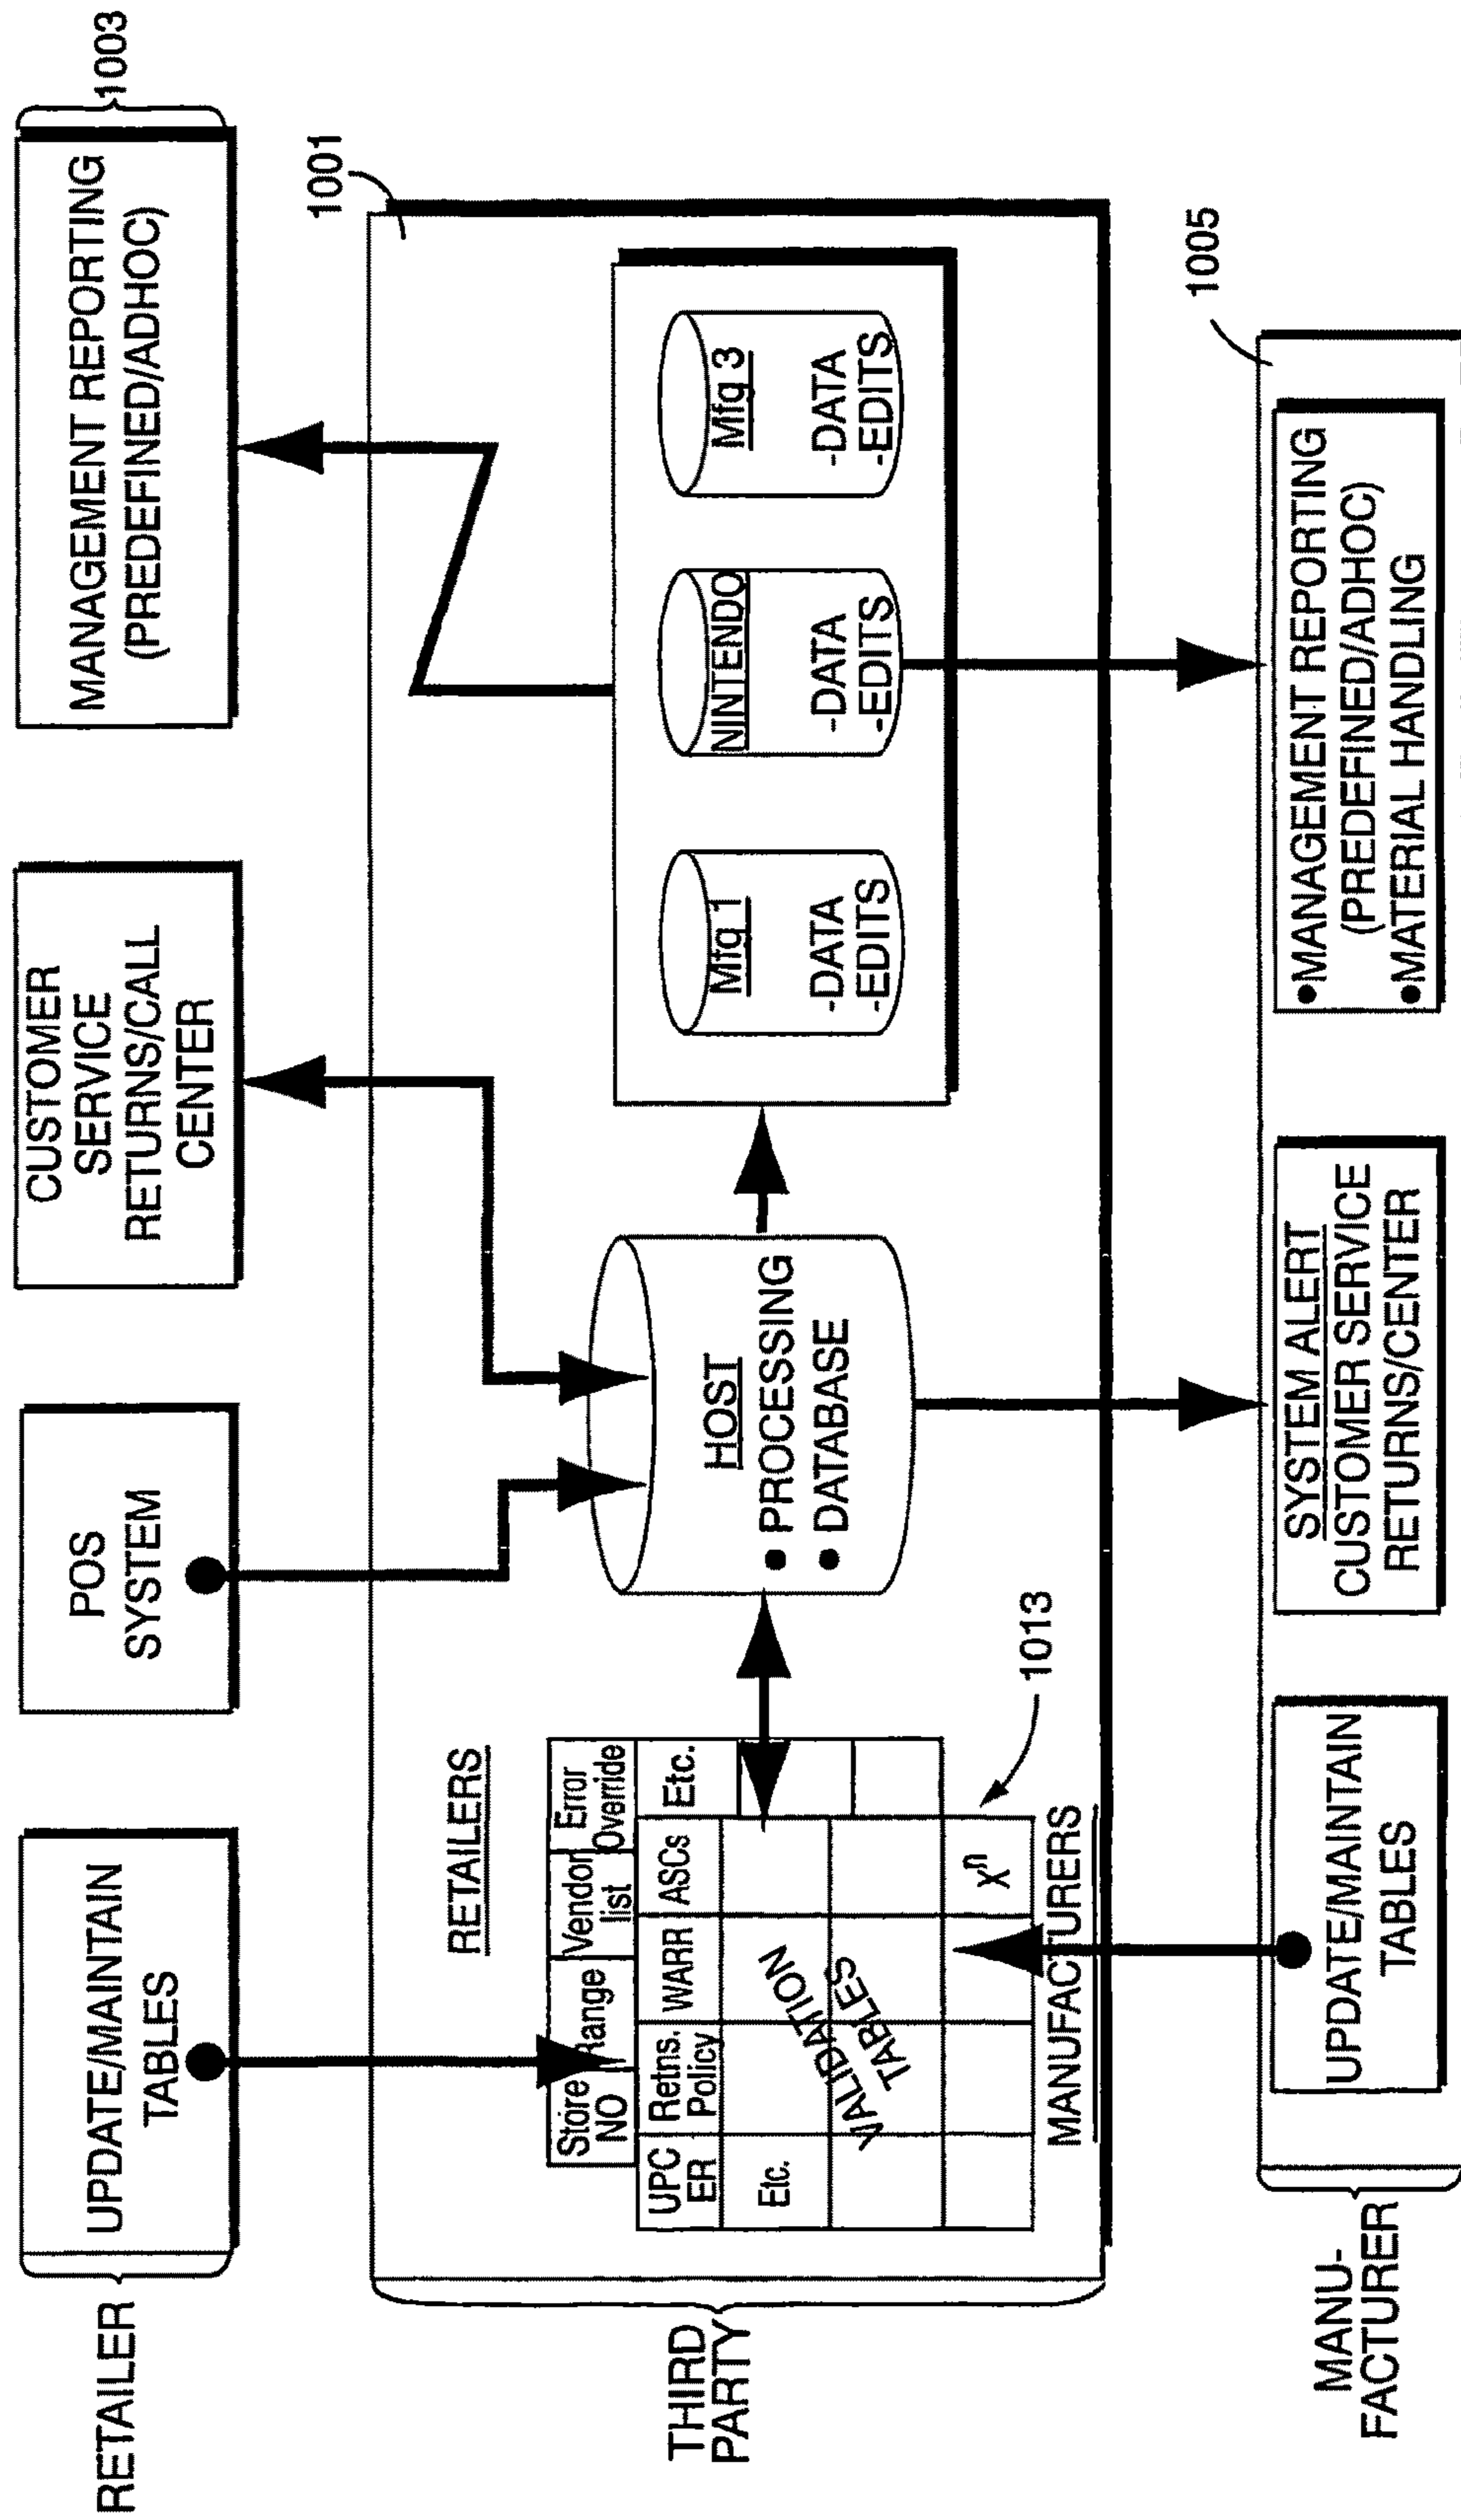 RETAILER
UPDATE/MAINTAIN
TABLES
POS
SYSTEM
CUSTOMER
SERVICE
RETURNS/CALL
CENTER
MANAGEMENT REPORTING
(PREDEFINED/ADHOC)
1003
THIRD
PARTY
1001
RETAILERS
Store
NO
Range
Vendor
list
Error
Override
UPC
ER
Retns.
Policy
WARR
ASCs
Etc.
Etc.
VALIDATION
TABLES
Xⁿ
MANUFACTURERS
1013
HOST
• PROCESSING
• DATABASE
Mfg 1
-DATA
-EDITS
NINTENDO
-DATA
-EDITS
Mfg 3
-DATA
-EDITS
MANU-
FACTURER
UPDATE/MAINTAIN
TABLES
SYSTEM ALERT
CUSTOMER SERVICE
RETURNS/CENTER
•MANAGEMENT REPORTING
(PREDEFINED/ADHOC)
•MATERIAL HANDLING
1005